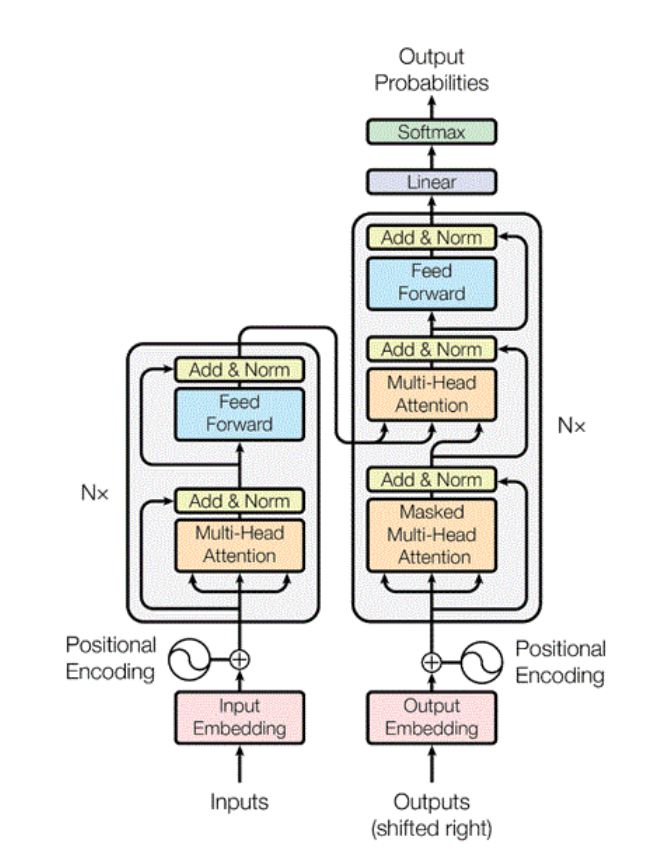 Output
Probabilities
Softmax
Linear
Add & Norm
Feed
Forward
Add & Norm
Multi-Head
Attention
Nx
Add & Norm
Masked
Multi-Head
Attention
Add & Norm
Feed
Forward
Nx
Add & Norm
Multi-Head
Attention
Positional
Encoding
Positional
Encoding
Input
Embedding
Output
Embedding
Inputs
Outputs
(shifted right)